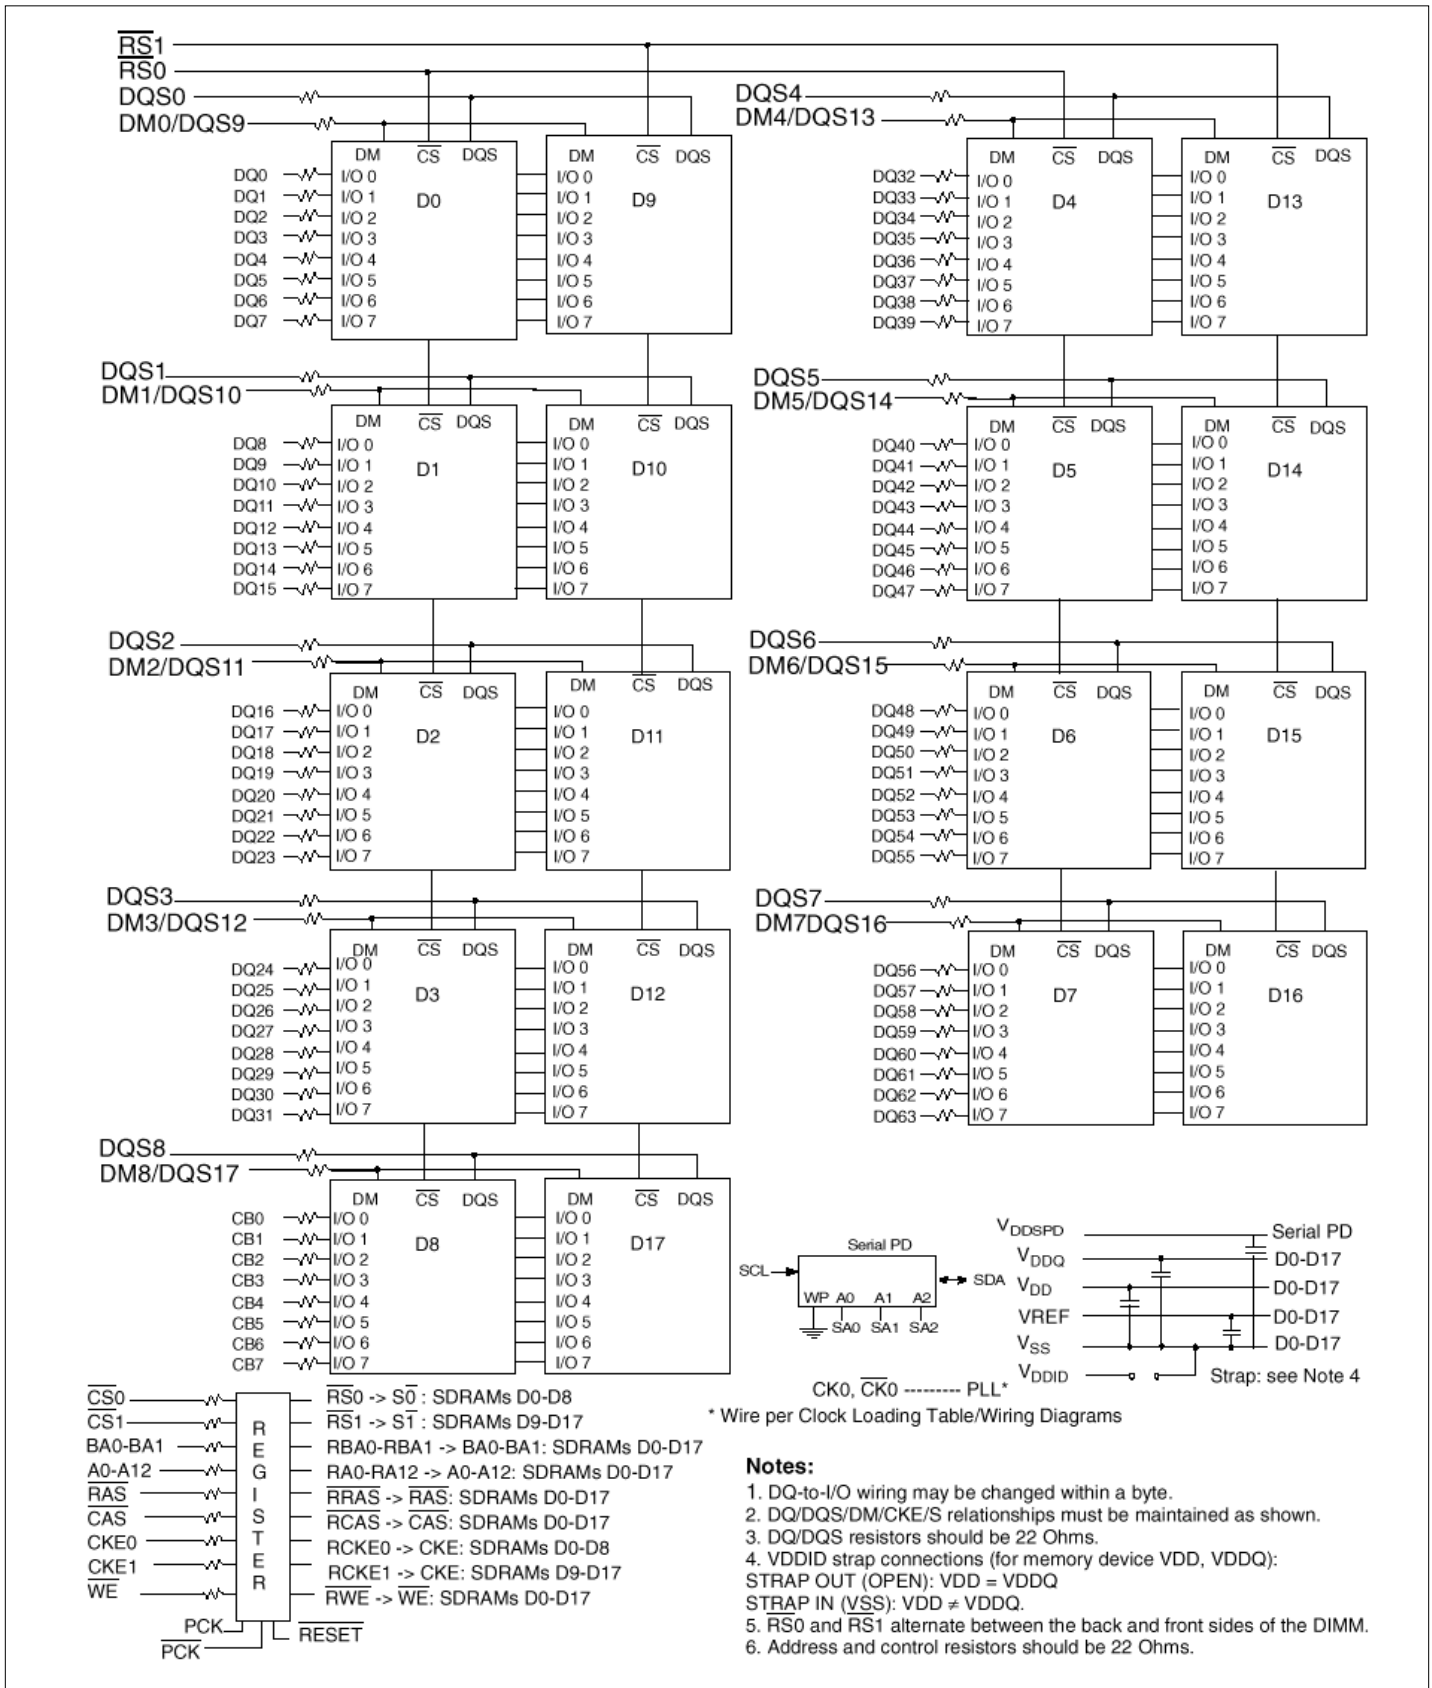 RS1
RS0
DQS0
DM0/DQS9
DM CS DQS
DM CS DQS
DQ0 I/O 0 I/O 0
DQ1 I/O 1 D0 I/O 1 D9
DQ2 I/O 2 I/O 2
DQ3 I/O 3 I/O 3
DQ4 I/O 4 I/O 4
DQ5 I/O 5 I/O 5
DQ6 I/O 6 I/O 6
DQ7 I/O 7 I/O 7
DQS1
DM1/DQS10
DM CS DQS
DM CS DQS
DQ8 I/O 0 I/O 0
DQ9 I/O 1 D1 I/O 1 D10
DQ10 I/O 2 I/O 2
DQ11 I/O 3 I/O 3
DQ12 I/O 4 I/O 4
DQ13 I/O 5 I/O 5
DQ14 I/O 6 I/O 6
DQ15 I/O 7 I/O 7
DQS2
DM2/DQS11
DM CS DQS
DM CS DQS
DQ16 I/O 0 I/O 0
DQ17 I/O 1 D2 I/O 1 D11
DQ18 I/O 2 I/O 2
DQ19 I/O 3 I/O 3
DQ20 I/O 4 I/O 4
DQ21 I/O 5 I/O 5
DQ22 I/O 6 I/O 6
DQ23 I/O 7 I/O 7
DQS3
DM3/DQS12
DM CS DQS
DM CS DQS
DQ24 I/O 0 I/O 0
DQ25 I/O 1 D3 I/O 1 D12
DQ26 I/O 2 I/O 2
DQ27 I/O 3 I/O 3
DQ28 I/O 4 I/O 4
DQ29 I/O 5 I/O 5
DQ30 I/O 6 I/O 6
DQ31 I/O 7 I/O 7
DQS8
DM8/DQS17
DM CS DQS
DM CS DQS
CB0 I/O 0 I/O 0
CB1 I/O 1 D8 I/O 1 D17
CB2 I/O 2 I/O 2
CB3 I/O 3 I/O 3
CB4 I/O 4 I/O 4
CB5 I/O 5 I/O 5
CB6 I/O 6 I/O 6
CB7 I/O 7 I/O 7
DQS4
DM4/DQS13
DM CS DQS
DM CS DQS
DQ32 I/O 0 I/O 0
DQ33 I/O 1 D4 I/O 1 D13
DQ34 I/O 2 I/O 2
DQ35 I/O 3 I/O 3
DQ36 I/O 4 I/O 4
DQ37 I/O 5 I/O 5
DQ38 I/O 6 I/O 6
DQ39 I/O 7 I/O 7
DQS5
DM5/DQS14
DM CS DQS
DM CS DQS
DQ40 I/O 0 I/O 0
DQ41 I/O 1 D5 I/O 1 D14
DQ42 I/O 2 I/O 2
DQ43 I/O 3 I/O 3
DQ44 I/O 4 I/O 4
DQ45 I/O 5 I/O 5
DQ46 I/O 6 I/O 6
DQ47 I/O 7 I/O 7
DQS6
DM6/DQS15
DM CS DQS
DM CS DQS
DQ48 I/O 0 I/O 0
DQ49 I/O 1 D6 I/O 1 D15
DQ50 I/O 2 I/O 2
DQ51 I/O 3 I/O 3
DQ52 I/O 4 I/O 4
DQ53 I/O 5 I/O 5
DQ54 I/O 6 I/O 6
DQ55 I/O 7 I/O 7
DQS7
DM7DQS16
DM CS DQS
DM CS DQS
DQ56 I/O 0 I/O 0
DQ57 I/O 1 D7 I/O 1 D16
DQ58 I/O 2 I/O 2
DQ59 I/O 3 I/O 3
DQ60 I/O 4 I/O 4
DQ61 I/O 5 I/O 5
DQ62 I/O 6 I/O 6
DQ63 I/O 7 I/O 7
Serial PD
SCL SDA
WP A0 A1 A2
SA0 SA1 SA2
VDDSPD Serial PD
VDDQ D0-D17
VDD D0-D17
VREF D0-D17
VSS D0-D17
VDDID Strap: see Note 4
CK0, CK0 --------- PLL*
* Wire per Clock Loading Table/Wiring Diagrams
REGISTER
CS0 RS0 -> S0 : SDRAMs D0-D8
CS1 RS1 -> S1 : SDRAMs D9-D17
BA0-BA1 RBA0-RBA1 -> BA0-BA1: SDRAMs D0-D17
A0-A12 RA0-RA12 -> A0-A12: SDRAMs D0-D17
RAS RRAS -> RAS: SDRAMs D0-D17
CAS RCAS -> CAS: SDRAMs D0-D17
CKE0 RCKE0 -> CKE: SDRAMs D0-D8
CKE1 RCKE1 -> CKE: SDRAMs D9-D17
WE RWE -> WE: SDRAMs D0-D17
PCK
PCK
RESET
Notes:
1. DQ-to-I/O wiring may be changed within a byte.
2. DQ/DQS/DM/CKE/S relationships must be maintained as shown.
3. DQ/DQS resistors should be 22 Ohms.
4. VDDID strap connections (for memory device VDD, VDDQ):
STRAP OUT (OPEN): VDD = VDDQ
STRAP IN (VSS): VDD ≠ VDDQ.
5. RS0 and RS1 alternate between the back and front sides of the DIMM.
6. Address and control resistors should be 22 Ohms.